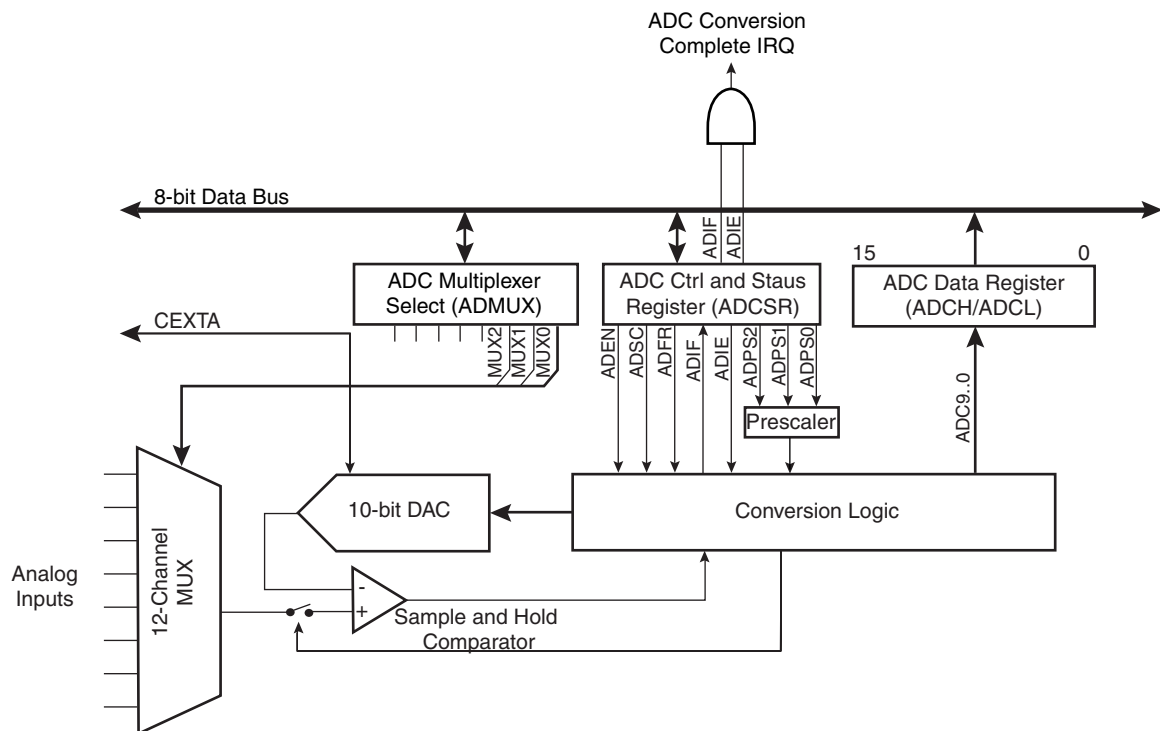 ADC Conversion
Complete IRQ
8-bit Data Bus
ADIF
ADIE
15
0
ADC Multiplexer
Select (ADMUX)
ADC Ctrl and Staus
Register (ADCSR)
ADC Data Register
(ADCH/ADCL)
CEXTA
MUX2
MUX1
MUX0
ADEN
ADSC
ADFR
ADIF
ADIE
ADPS2
ADPS1
ADPS0
ADC9..0
Prescaler
10-bit DAC
Conversion Logic
Analog
Inputs
12-Channel
MUX
-
+
Sample and Hold
Comparator